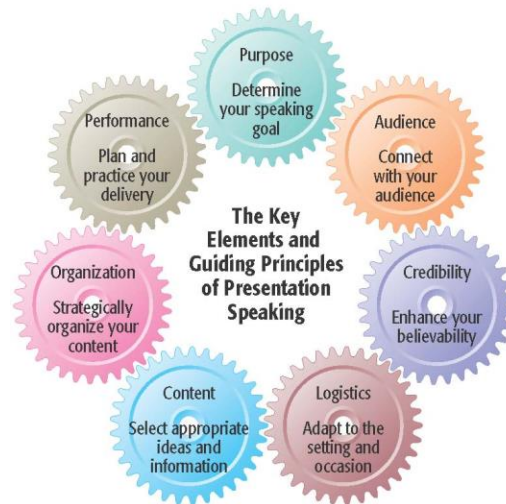 Purpose
Determine
your speaking
goal
Audience
Connect
with your
audience
Credibility
Enhance your
believability
Logistics
Adapt to the
setting and
occasion
Content
Select appropriate
ideas and
information
Organization
Strategically
organize your
content
Performance
Plan and
practice your
delivery
The Key
Elements and
Guiding Principles
of Presentation
Speaking